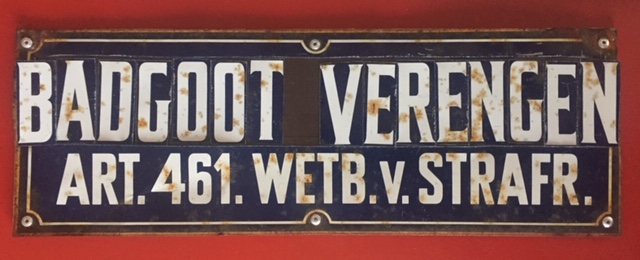 BADGOOT VERENGEN
ART. 461. WETB. v. STRAFR.